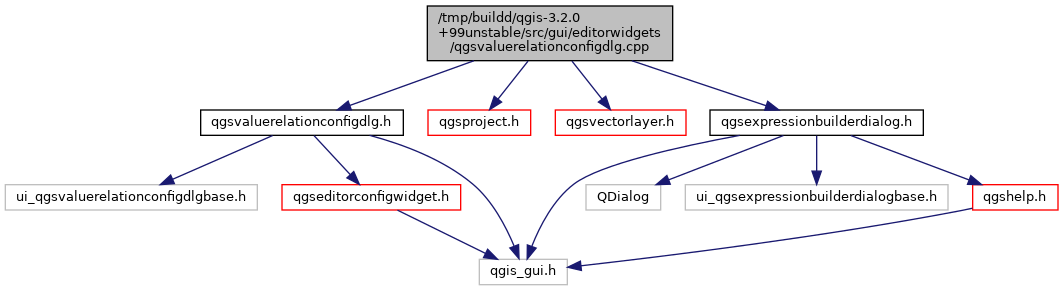 /tmp/buildd/qgis-3.2.0
+99unstable/src/gui/editorwidgets
/qgsvaluerelationconfigdlg.cpp
qgsvaluerelationconfigdlg.h
qgsproject.h
qgsvectorlayer.h
qgsexpressionbuilderdialog.h
ui_qgsvaluerelationconfigdlgbase.h
qgseditorconfigwidget.h
QDialog
ui_qgsexpressionbuilderdialogbase.h
qgshelp.h
qgis_gui.h